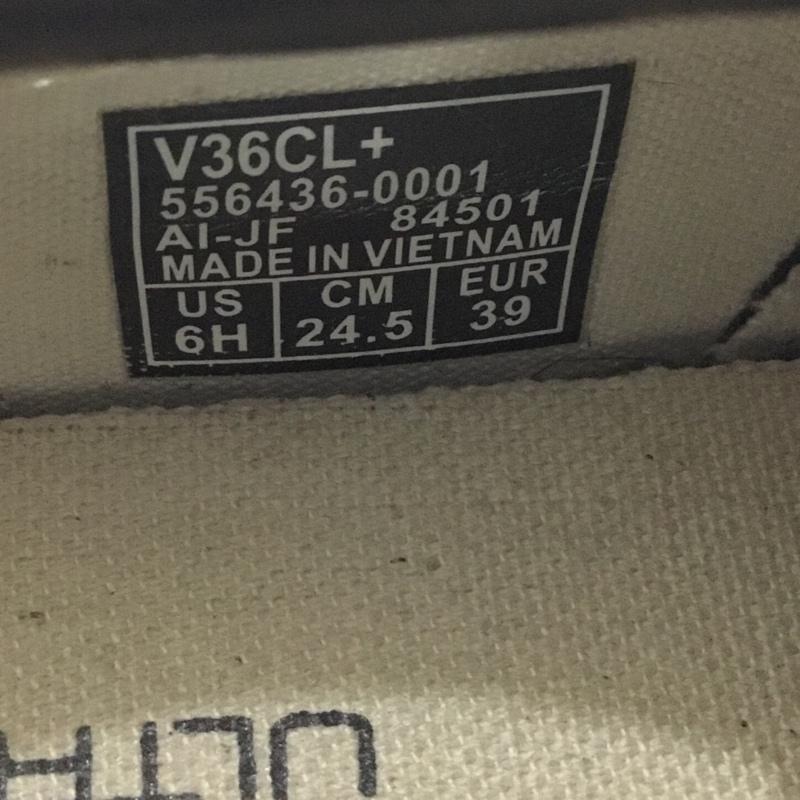 V36CL+
556436-0001
AI-JF 84501
MADE IN VIETNAM
US CM EUR
6H 24.5 39